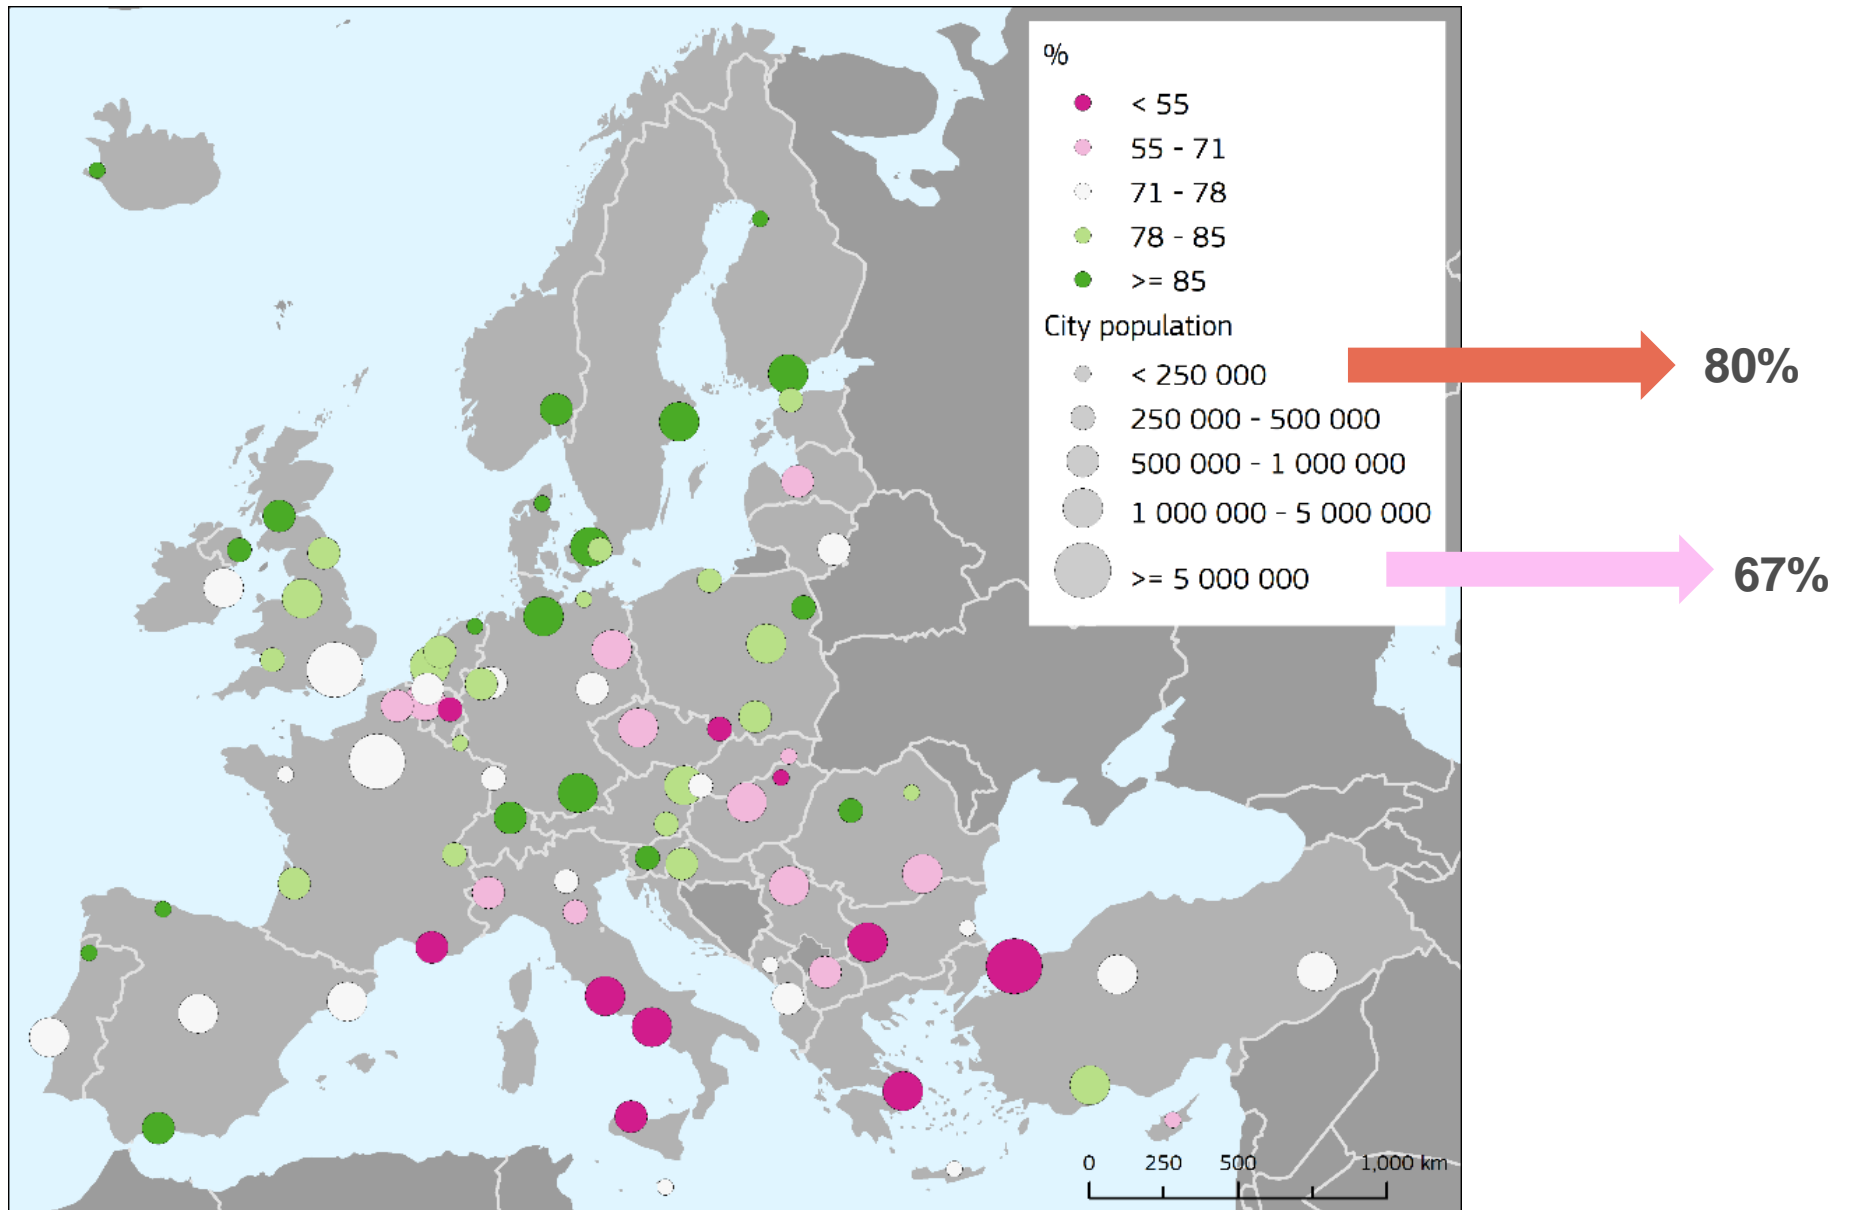 %
< 55
55 - 71
71 - 78
78 - 85
>= 85
City population
< 250 000
80%
250 000 - 500 000
500 000 - 1 000 000
1 000 000 - 5 000 000
>= 5 000 000
67%
0 250 500 1,000 km